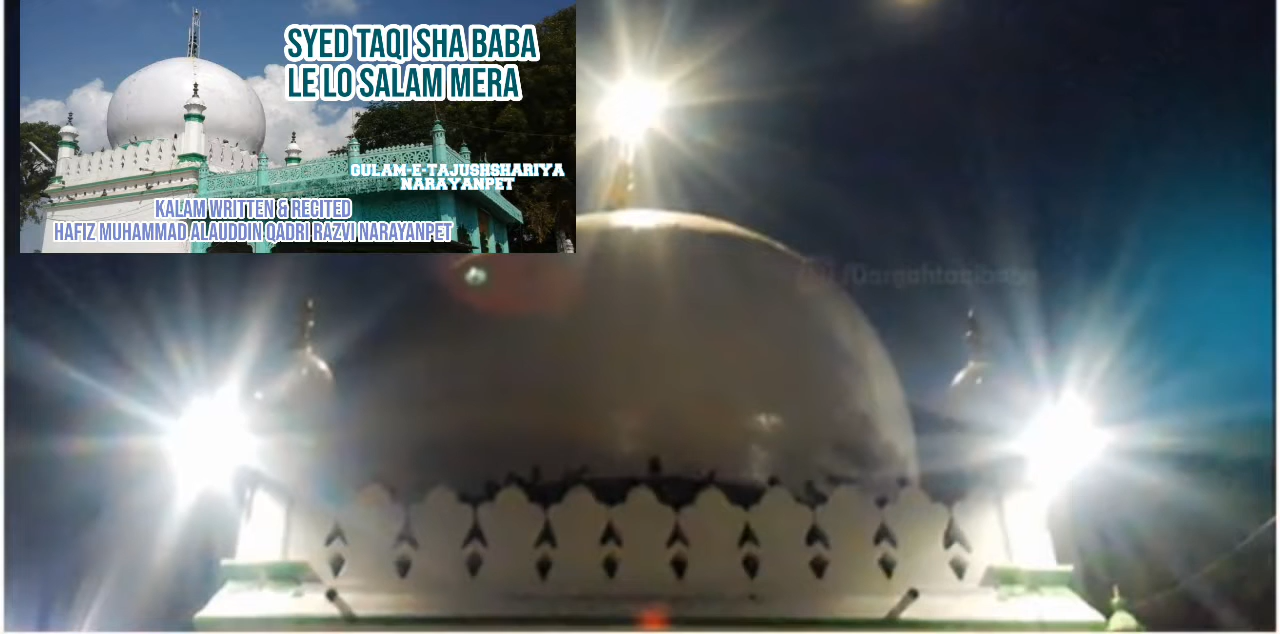 SYED TAQI SHA BABA
LE LO SALAM MERA
GULAM-E-TAJUSHSHARIYA
NARAYANPET
KALAM WRITTEN & RECITED
HAFIZ MUHAMMAD ALAUDDIN QADRI RAZVI NARAYANPET